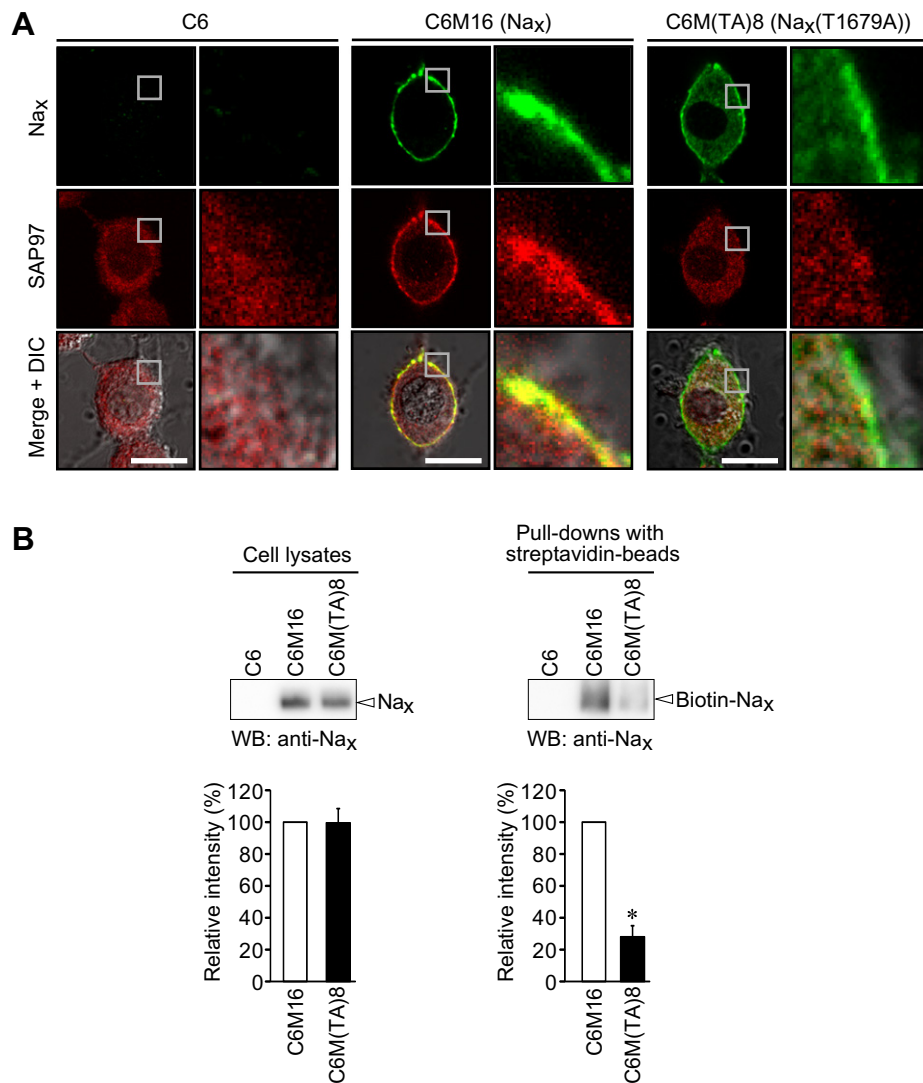 A
C6
C6M16 (NaX)
C6M(TA)8 (NaX(T1679A))
NaX
SAP97
Merge + DIC
B
Cell lysates
Pull-downs with
streptavidin-beads
C6
C6M16
C6M(TA)8
C6
C6M16
C6M(TA)8
NaX
Biotin-NaX
WB: anti-NaX
WB: anti-NaX
Relative intensity (%)
120
100
80
60
40
20
0
C6M16
C6M(TA)8
Relative intensity (%)
120
100
80
60
40
20
0
*
C6M16
C6M(TA)8